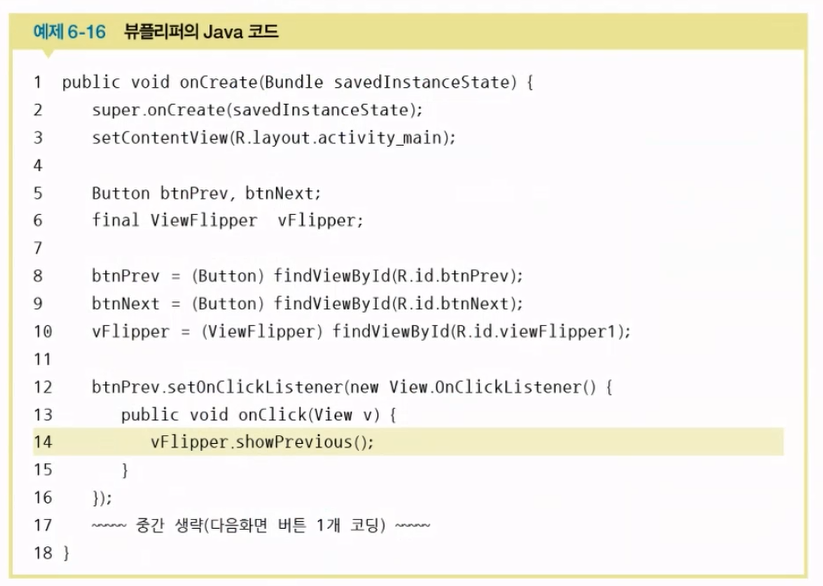 예제 6-16 뷰플리퍼의 Java 코드
1 public void onCreate(Bundle savedInstanceState) {
2 super.onCreate(savedInstanceState);
3 setContentView(R.layout.activity_main);
4
5 Button btnPrev, btnNext;
6 final ViewFlipper vFlipper;
7
8 btnPrev = (Button) findViewById(R.id.btnPrev);
9 btnNext = (Button) findViewById(R.id.btnNext);
10 vFlipper = (ViewFlipper) findViewById(R.id.viewFlipper1);
11
12 btnPrev.setOnClickListener(new View.OnClickListener() {
13 public void onClick(View v) {
14 vFlipper.showPrevious();
15 }
16 });
17 ~~~~~ 중간 생략(다음화면 버튼 1개 코딩) ~~~~~
18 }